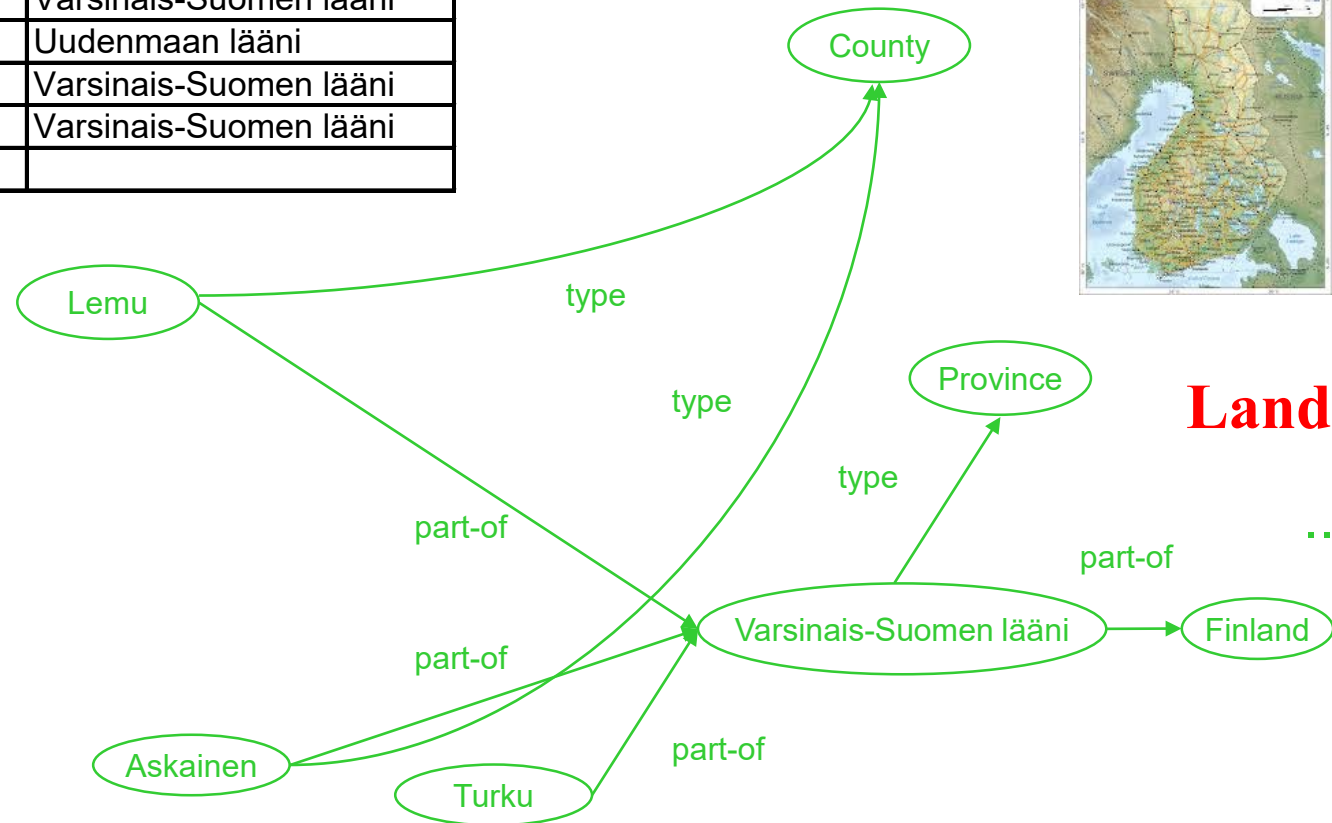 Varsinais-Suomen lääni
Uudenmaan lääni
Varsinais-Suomen lääni
Varsinais-Suomen lääni
County
Lemu
type
type
Province
Land
type
part-of
...
part-of
Varsinais-Suomen lääni
Finland
part-of
Askainen
part-of
Turku